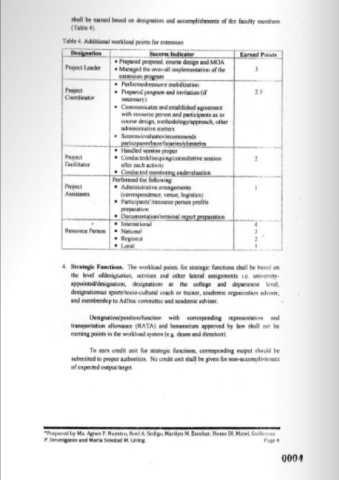 shall be earned based on designation and accomplishments of the faculty members
(Table 4).
Table 4. Additional workload points for extension
Designation Success Indicator Earned Points
Project Leader
• Prepared proposal, course design and MOA
• Managed the over-all implementation of the
extension program
3
Project
Coordinator
• Performed resource mobilization
• Prepared program and invitation (if
necessary)
• Communicates and established agreement
with resource person and participants as to
course design, methodology/approach, other
administrative matters
• Screens/evaluates/recommends
participants/beneficiaries/clienteles
2.5
Project
Facilitator
• Handled session proper
• Conducted/imparting/consultative session
after each activity
• Conducted monitoring and evaluation
2
Project
Assistants
Performed the following
• Administrative arrangements
(correspondence, venue, logistics)
• Participants'/resource person profile
preparation
• Documentation/terminal report preparation
1
Resource Person
• International 4
• National 3
• Regional 2
• Local 1
4. Strategic Functions. The workload points for strategic functions shall be based on
the level of designation, services and other lateral assignments i.e. university-
appointed/designation, designations at the college and department level,
designation as sports/socio-cultural coach or trainer, academic organization adviser,
and membership to AdHoc committee and academic adviser.
Designation/position/function with corresponding representation and
transportation allowance (RATA) and honorarium approved by law shall not be
earning points in the workload system (e.g. deans and directors).
To earn credit unit for strategic functions, corresponding output should be
submitted to proper authorities. No credit unit shall be given for non-accomplishment
of expected output/target.
*Prepared by Ma. Agnes P. Nuestro, Noel A. Sedigo, Marilyn M. Escobar,
P. Devenganio and Maria Soledad M. Lising Page 4
0004